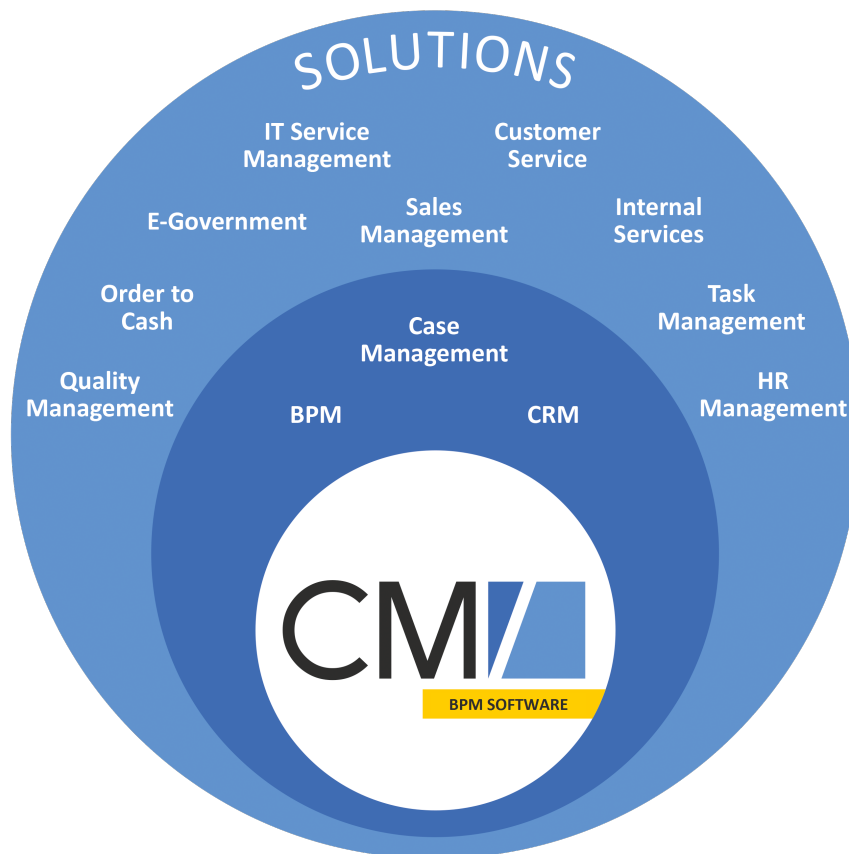 SOLUTIONS
IT Service
Management
Customer
Service
E-Government
Sales
Management
Internal
Services
Order to
Cash
Task
Management
Case
Management
Quality
Management
HR
Management
BPM
CRM
CM
BPM SOFTWARE